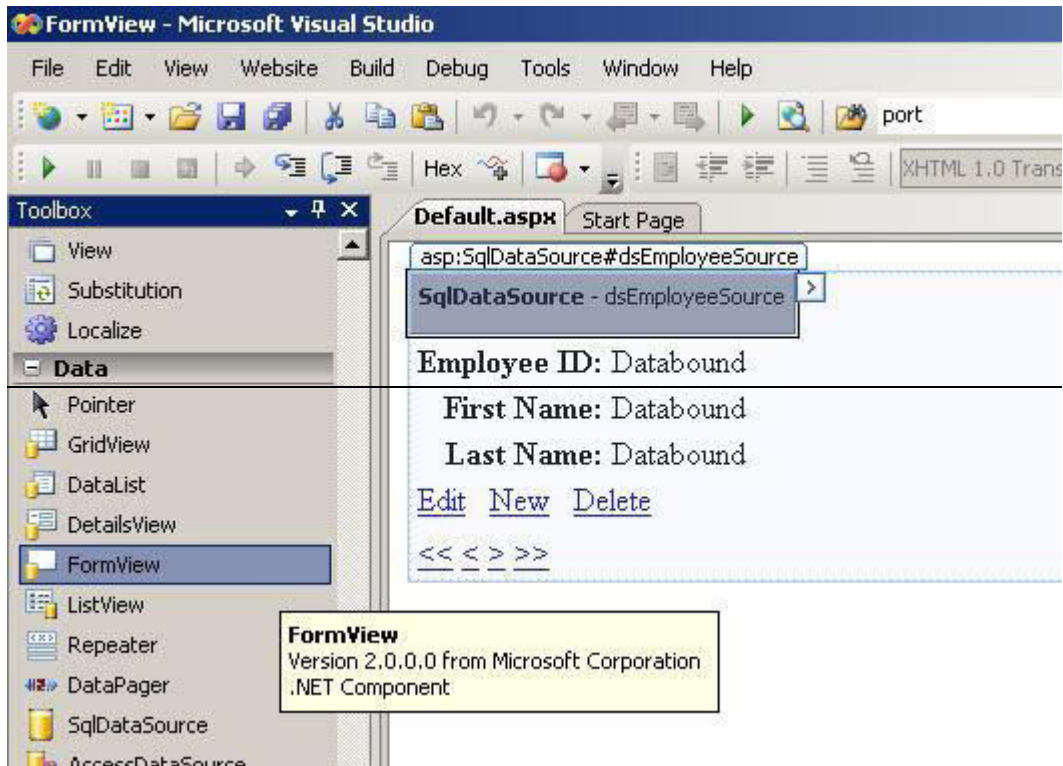 FormView - Microsoft Visual Studio
File Edit View Website Build Debug Tools Window Help
port
Hex XHTML 1.0 Trans
Toolbox
View
Substitution
Localize
Data
Pointer
GridView
DataList
DetailsView
FormView
ListView
Repeater
DataPager
SqlDataSource
AccessDataSource
Default.aspx Start Page
asp:SqlDataSource#dsEmployeeSource
SqlDataSource - dsEmployeeSource >
Employee ID: Databound
First Name: Databound
Last Name: Databound
Edit New Delete
<< < > >>
FormView
Version 2.0.0.0 from Microsoft Corporation
.NET Component